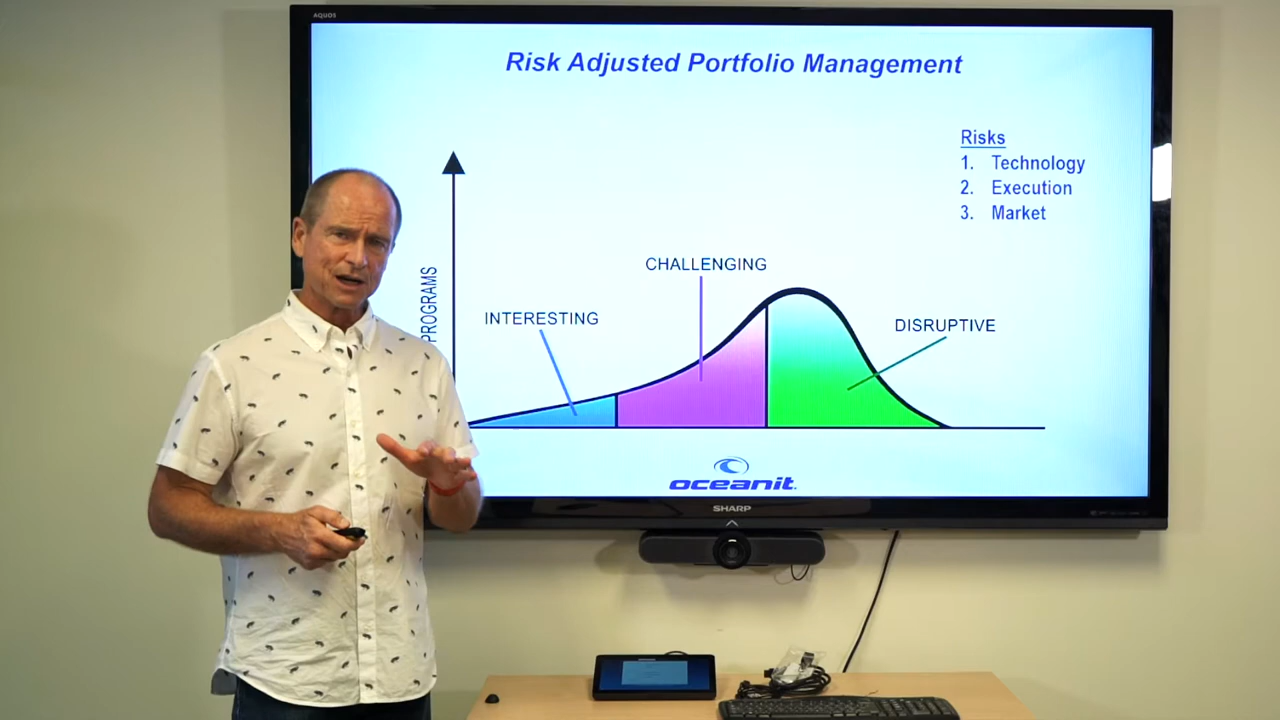 AQUOS
Risk Adjusted Portfolio Management
Risks
1. Technology
2. Execution
3. Market
CHALLENGING
INTERESTING
DISRUPTIVE
PROGRAMS
oceanit
SHARP